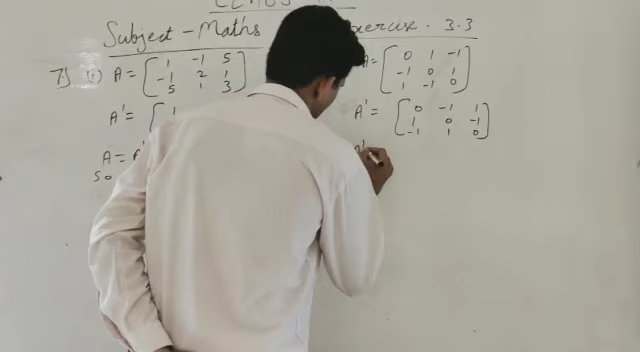 Subject - Maths Exercise. 3.3
7) (i) A = [ 1 -1 5
-1 2 1
5 1 3 ]
A' = [ 1
A = A'
So
A = [ 0 1 -1
-1 0 1
1 -1 0 ]
A' = [ 0 -1 1
1 0 -1
-1 1 0 ]